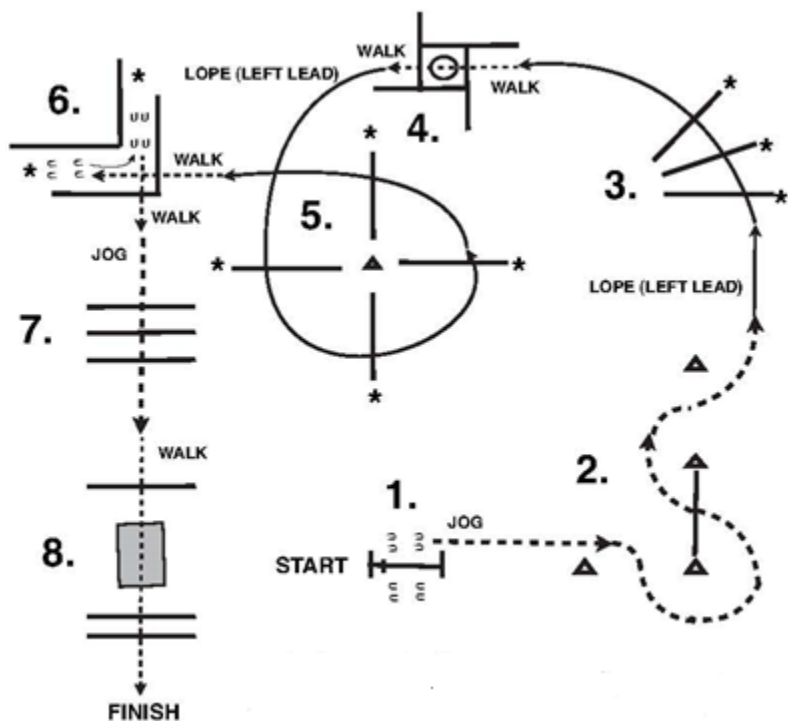 1.
START
JOG
2.
LOPE (LEFT LEAD)
3.
*
*
*
WALK
4.
WALK
LOPE (LEFT LEAD)
5.
*
*
*
*
WALK
6.
*
*
WALK
JOG
7.
WALK
8.
FINISH